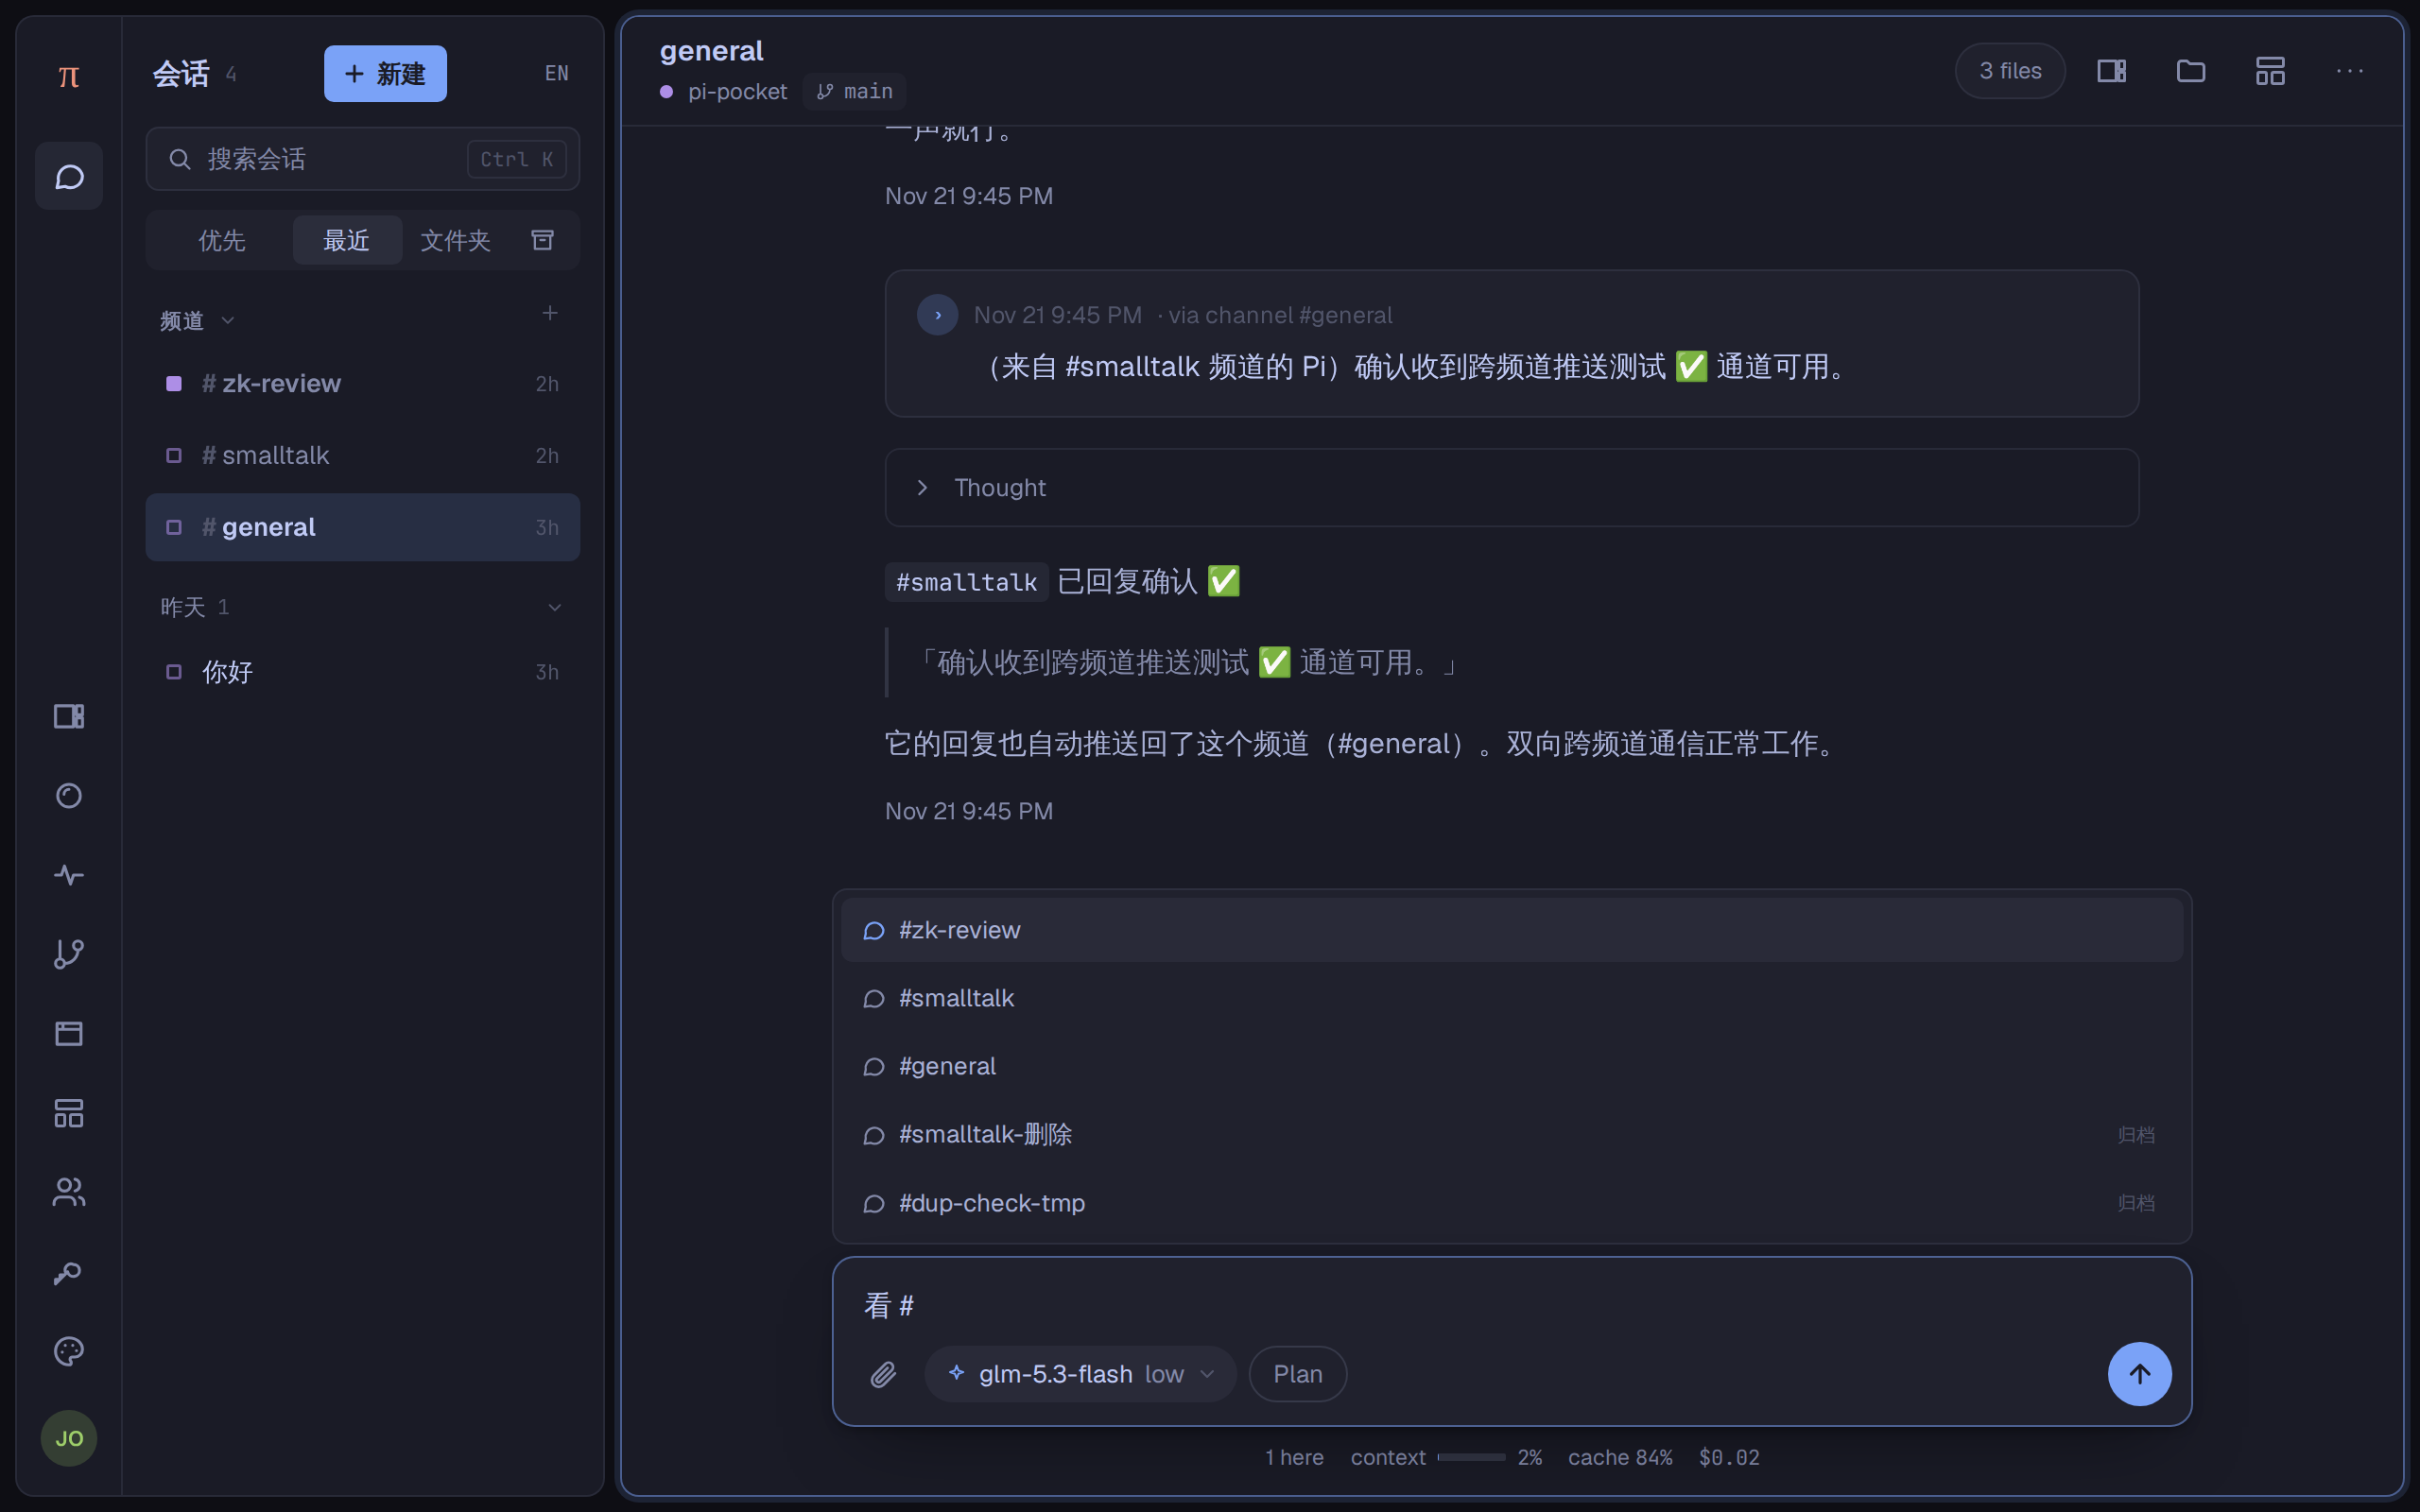 π
会话 4
+ 新建
EN
搜索会话
Ctrl K
优先
最近
文件夹
频道
# zk-review 2h
# smalltalk 2h
# general 3h
昨天 1
你好 3h
JO
general
pi-pocket
main
3 files
一声就行。
Nov 21 9:45 PM
Nov 21 9:45 PM · via channel #general
（来自 #smalltalk 频道的 Pi）确认收到跨频道推送测试 ✅ 通道可用。
Thought
#smalltalk 已回复确认 ✅
「确认收到跨频道推送测试 ✅ 通道可用。」
它的回复也自动推送回了这个频道（#general）。双向跨频道通信正常工作。
Nov 21 9:45 PM
#zk-review
#smalltalk
#general
#smalltalk-删除 归档
#dup-check-tmp 归档
看 #
glm-5.3-flash low
Plan
1 here context 2% cache 84% $0.02